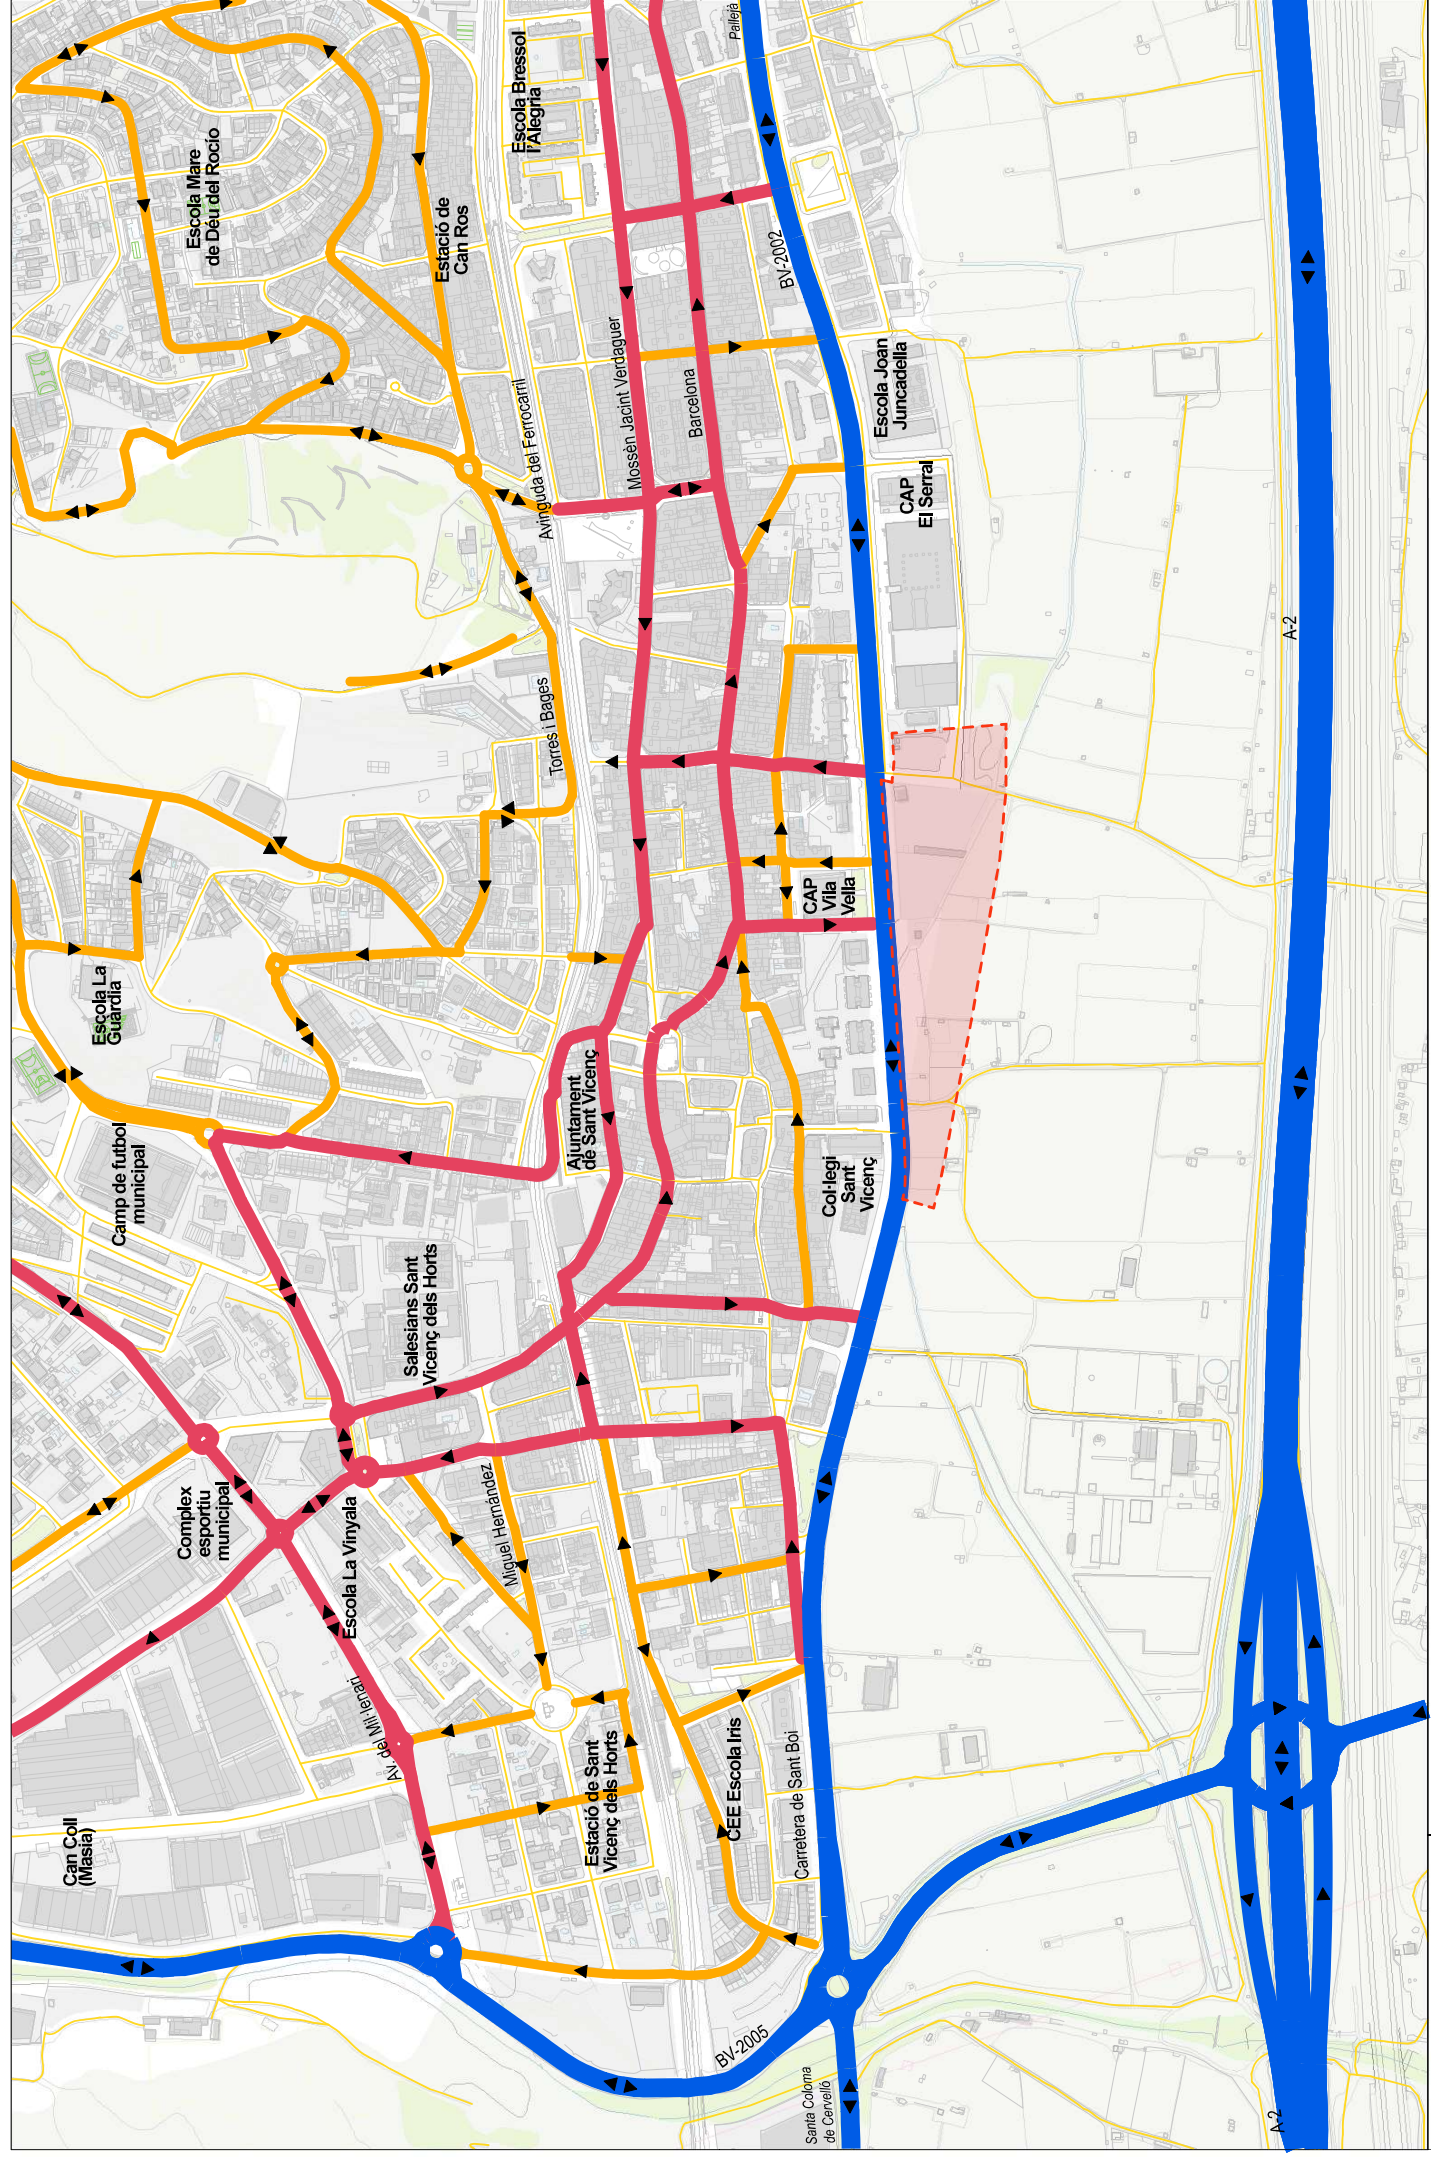 Pallejà
Escola Bressol
l'Alegria
Escola Mare
de Déu del Rocío
Estació de
Can Ros
BV-2002
Mossèn Jacint Verdaguer
Barcelona
Avinguda del Ferrocarril
Escola Joan
Juncadella
CAP
El Serral
A-2
Torres i Bages
CAP
Vila
Vella
Escola La
Guardia
Ajuntament
de Sant Vicenç
Camp de futbol
municipal
Col·legi
Sant
Vicenç
Salesians Sant
Vicenç dels Horts
Complex
esportiu
municipal
Escola La Vinyala
Miquel Hernández
Av. del Mil·lenari
Estació de Sant
Vicenç dels Horts
CEE Escola Iris
Carretera de Sant Boi
Can Coll
(Masia)
BV-2005
Santa Coloma
de Cervelló
A-2